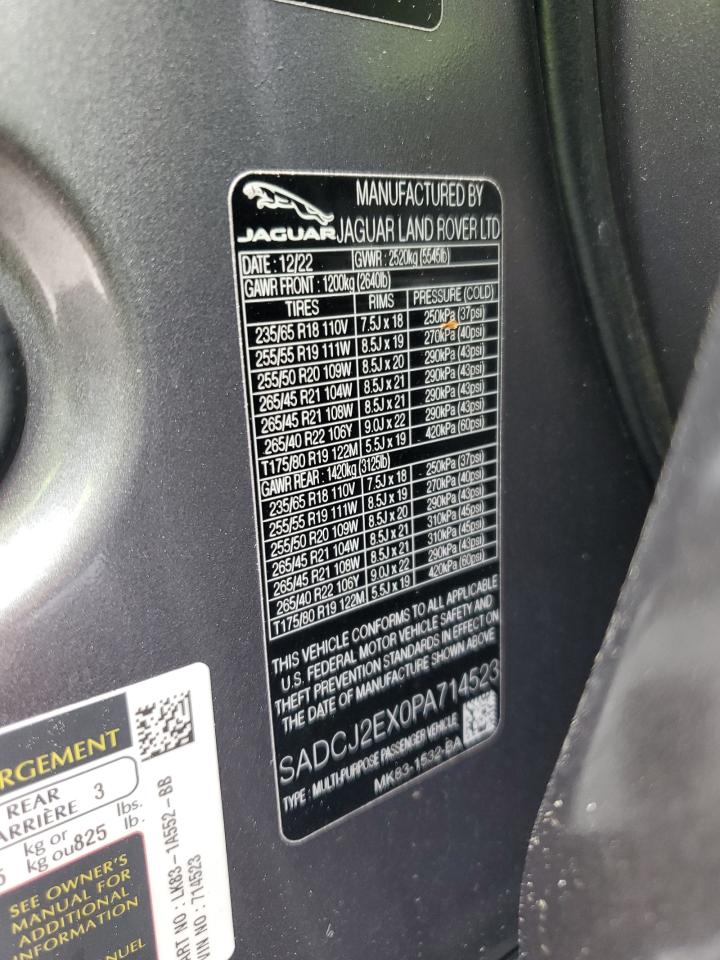 JAGUAR
MANUFACTURED BY
JAGUAR LAND ROVER LTD
DATE : 12/22 GVWR : 2520kg (5545lb)
GAWR FRONT : 1200kg (2640lb)
TIRES RIMS PRESSURE (COLD)
235/65 R18 110V 7.5J x 18 250kPa (37psi)
255/55 R19 111W 8.5J x 19 270kPa (40psi)
255/50 R20 109W 8.5J x 20 290kPa (43psi)
265/45 R21 104W 8.5J x 21 290kPa (43psi)
265/45 R21 108W 8.5J x 21 290kPa (43psi)
265/40 R22 106Y 9.0J x 22 290kPa (43psi)
T175/80 R19 122M 5.5J x 19 420kPa (60psi)
GAWR REAR : 1420kg (3125lb)
235/65 R18 110V 7.5J x 18 250kPa (37psi)
255/55 R19 111W 8.5J x 19 270kPa (40psi)
255/50 R20 109W 8.5J x 20 290kPa (43psi)
265/45 R21 104W 8.5J x 21 310kPa (45psi)
265/45 R21 108W 8.5J x 21 310kPa (45psi)
265/40 R22 106Y 9.0J x 22 290kPa (43psi)
T175/80 R19 122M 5.5J x 19 420kPa (60psi)
THIS VEHICLE CONFORMS TO ALL APPLICABLE
U.S. FEDERAL MOTOR VEHICLE SAFETY AND
THEFT PREVENTION STANDARDS IN EFFECT ON
THE DATE OF MANUFACTURE SHOWN ABOVE
SADCJ2EX0PA714523
TYPE : MULTI-PURPOSE PASSENGER VEHICLE
MK83-1532-BA
RGEMENT
REAR
ARRIÈRE 3
kg or lbs.
kg ou 825 lb.
SEE OWNER'S
MANUAL FOR
ADDITIONAL
INFORMATION
NUEL
ART NO : LK83-1A552-BB
VIN NO : 714523